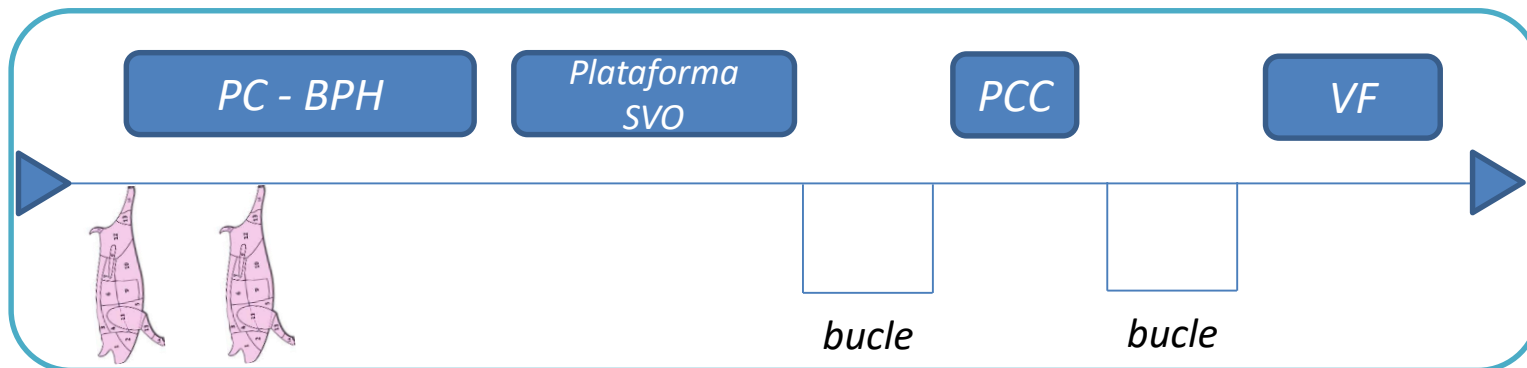 PC - BPH
Plataforma
SVO
PCC
VF
bucle
bucle